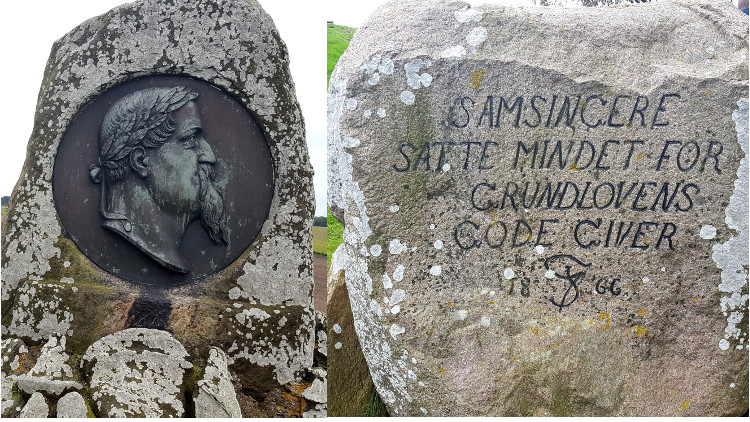 SAMSINGERE
SATTE MINDET FOR
GRUNDLOVENS
GODE GIVER
18 66